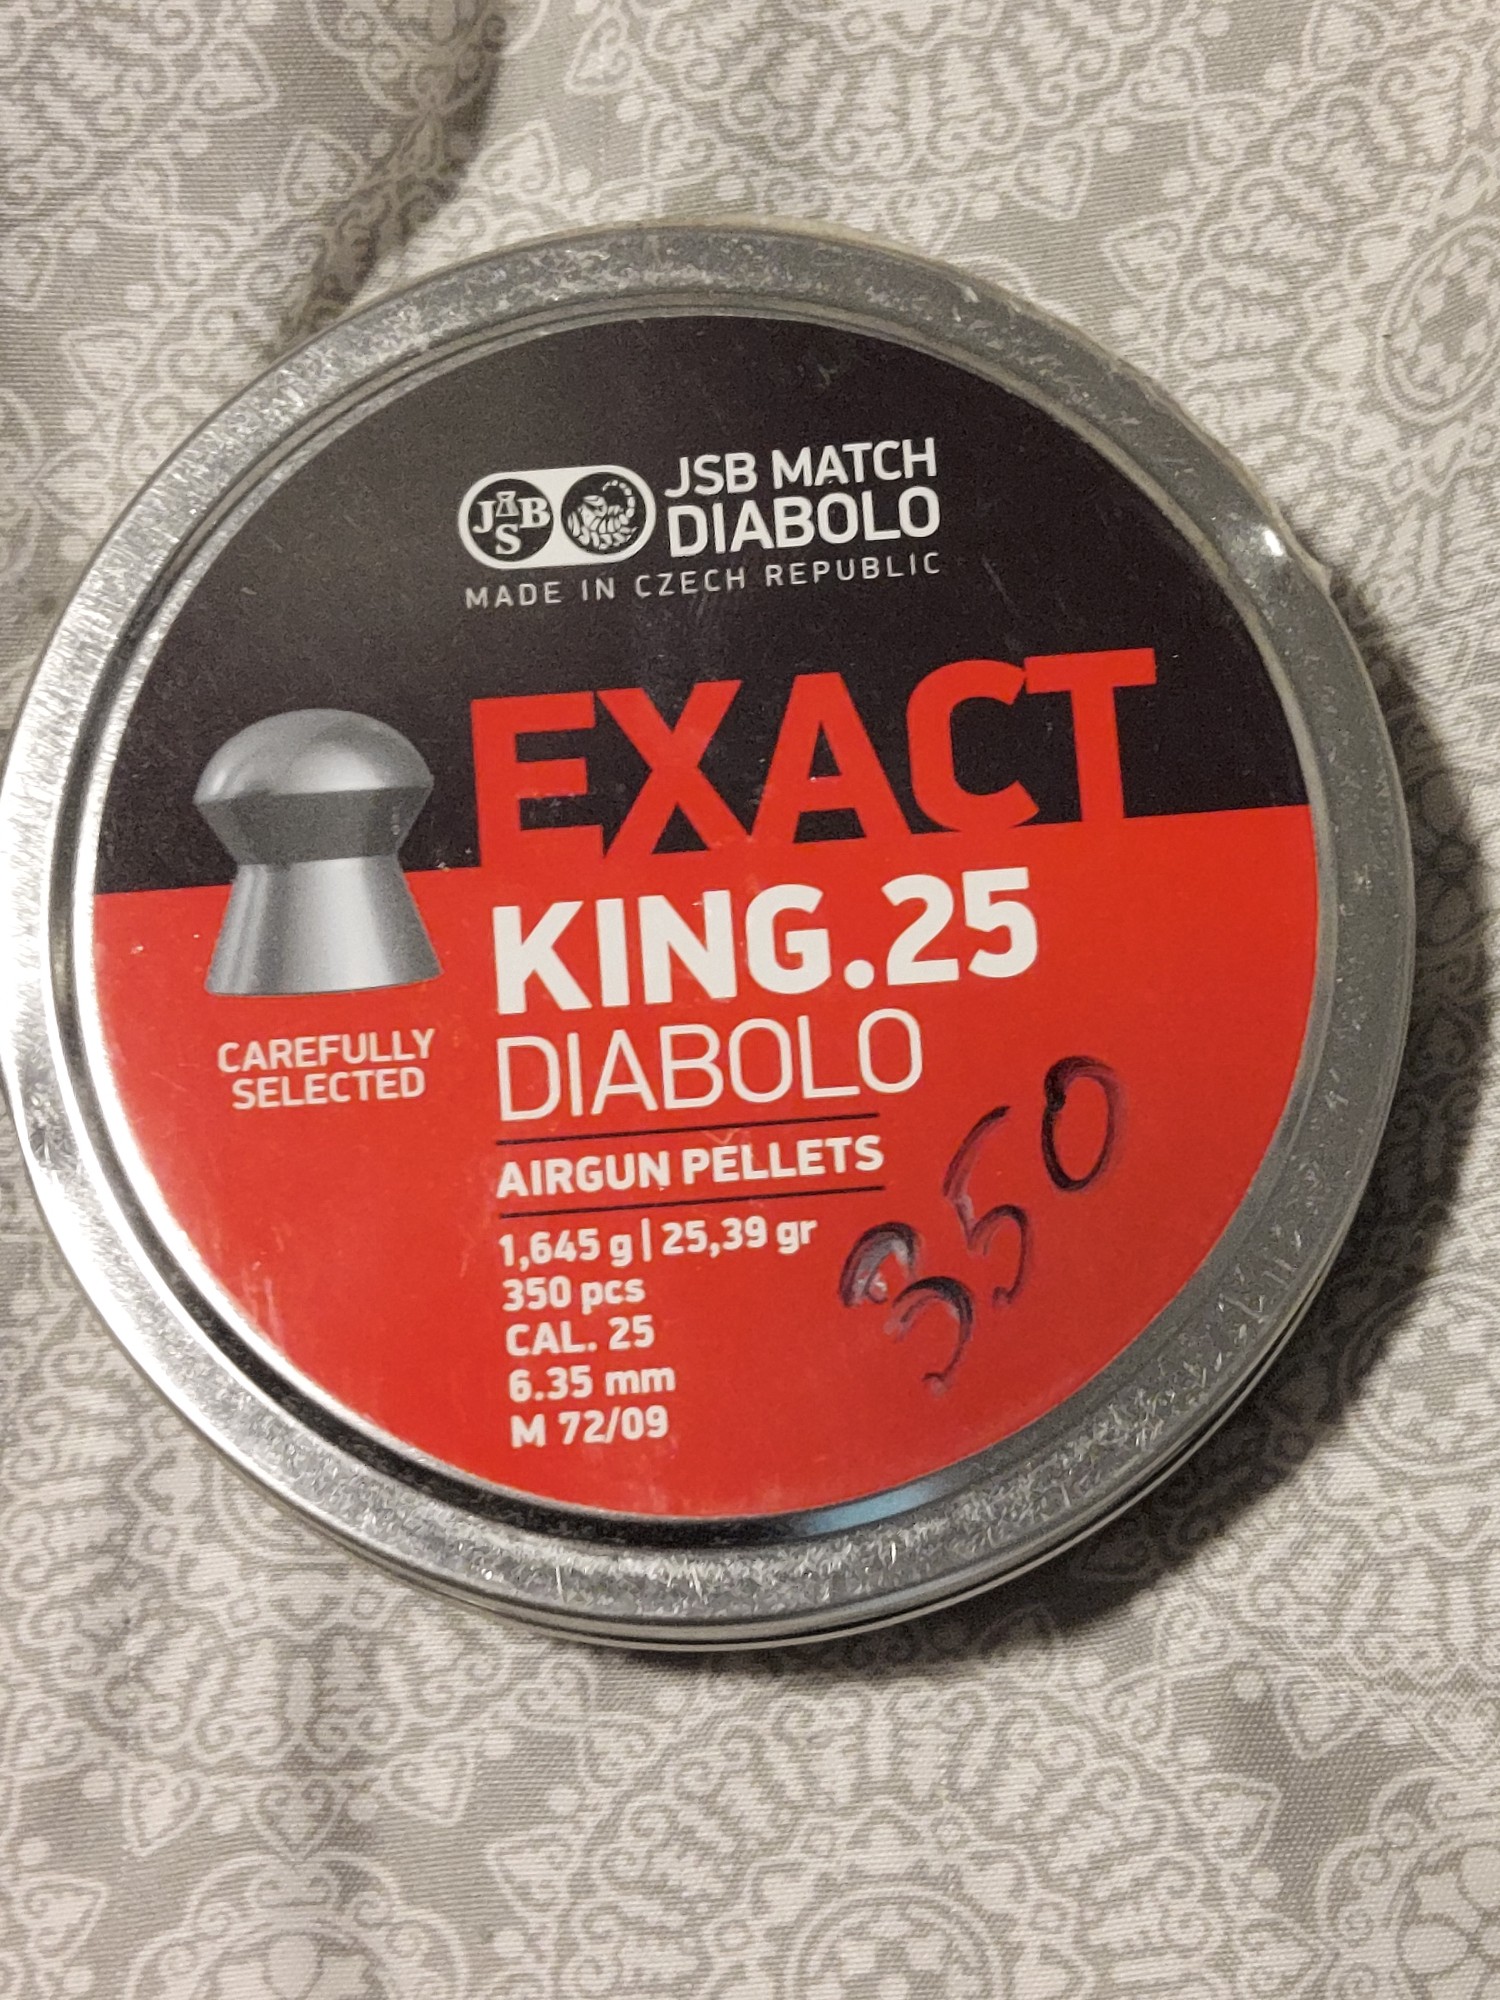 JSB
JSB MATCH
DIABOLO
MADE IN CZECH REPUBLIC
EXACT
KING.25
DIABOLO
CAREFULLY
SELECTED
AIRGUN PELLETS
1,645 g | 25,39 gr
350 pcs
CAL. 25
6.35 mm
M 72/09
350